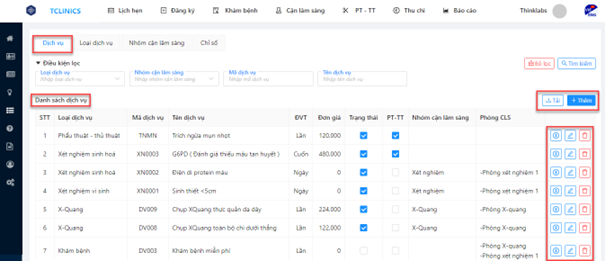 TCLINICS Lịch hẹn Đăng ký Khám bệnh Cận lâm sàng PT - TT Thu chi Báo cáo Thinklabs
Dịch vụ Loại dịch vụ Nhóm cận lâm sàng Chỉ số
Điều kiện lọc Bỏ lọc Tìm kiếm
Loại dịch vụ Nhóm cận lâm sàng Mã dịch vụ Tên dịch vụ
Nhập loại dịch vụ Nhập nhóm cận lâm sàng Nhập mã dịch vụ Nhập tên dịch vụ
Danh sách dịch vụ Tải + Thêm
STT Loại dịch vụ Mã dịch vụ Tên dịch vụ ĐVT Đơn giá Trạng thái PT-TT Nhóm cận lâm sàng Phòng CLS
1 Phẫu thuật - thủ thuật TNMN Trích ngừa mụn nhọt Lần 120,000
2 Xét nghiệm sinh hoá XN0003 G6PD ( Đánh giá thiếu máu tan huyết ) Cuốn 480,000
3 Xét nghiệm sinh hoá XN0002 Điện di protein máu Ngày 0 Xét nghiệm -Phòng xét nghiệm 1
4 Xét nghiệm vi sinh XN0001 Sinh thiết <5cm Ngày 0 Xét nghiệm -Phòng xét nghiệm 1
5 X-Quang DV009 Chụp XQuang thực quản dạ dày Lần 224,000 X-Quang -Phòng X-quang
6 X-Quang DV008 Chụp XQuang toàn bộ chi dưới thẳng Lần 122,000 X-Quang -Phòng X-quang
7 Khám bệnh DV003 Khám bệnh miễn phí Lần 0 -Phòng X-quang
-Phòng xét nghiệm 1